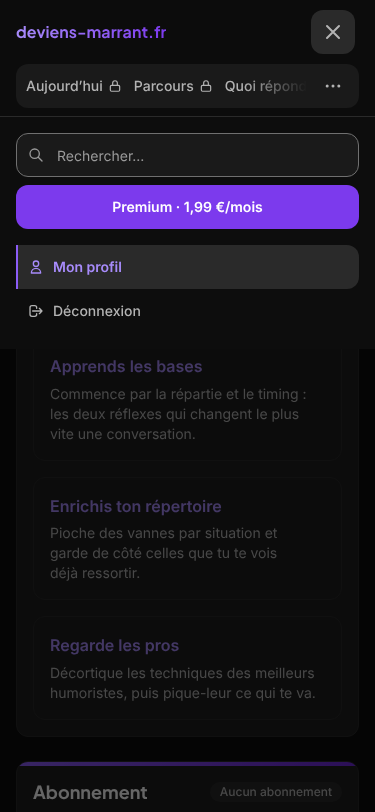 deviens-marrant.fr
Aujourd'hui Parcours Quoi répond
Rechercher...
Premium · 1,99 €/mois
Mon profil
Déconnexion
Apprends les bases
Commence par la répartie et le timing :
les deux réflexes qui changent le plus
vite une conversation.
Enrichis ton répertoire
Pioche des vannes par situation et
garde de côté celles que tu te vois
déjà ressortir.
Regarde les pros
Décortique les techniques des meilleurs
humoristes, puis pique-leur ce qui te va.
Abonnement Aucun abonnement